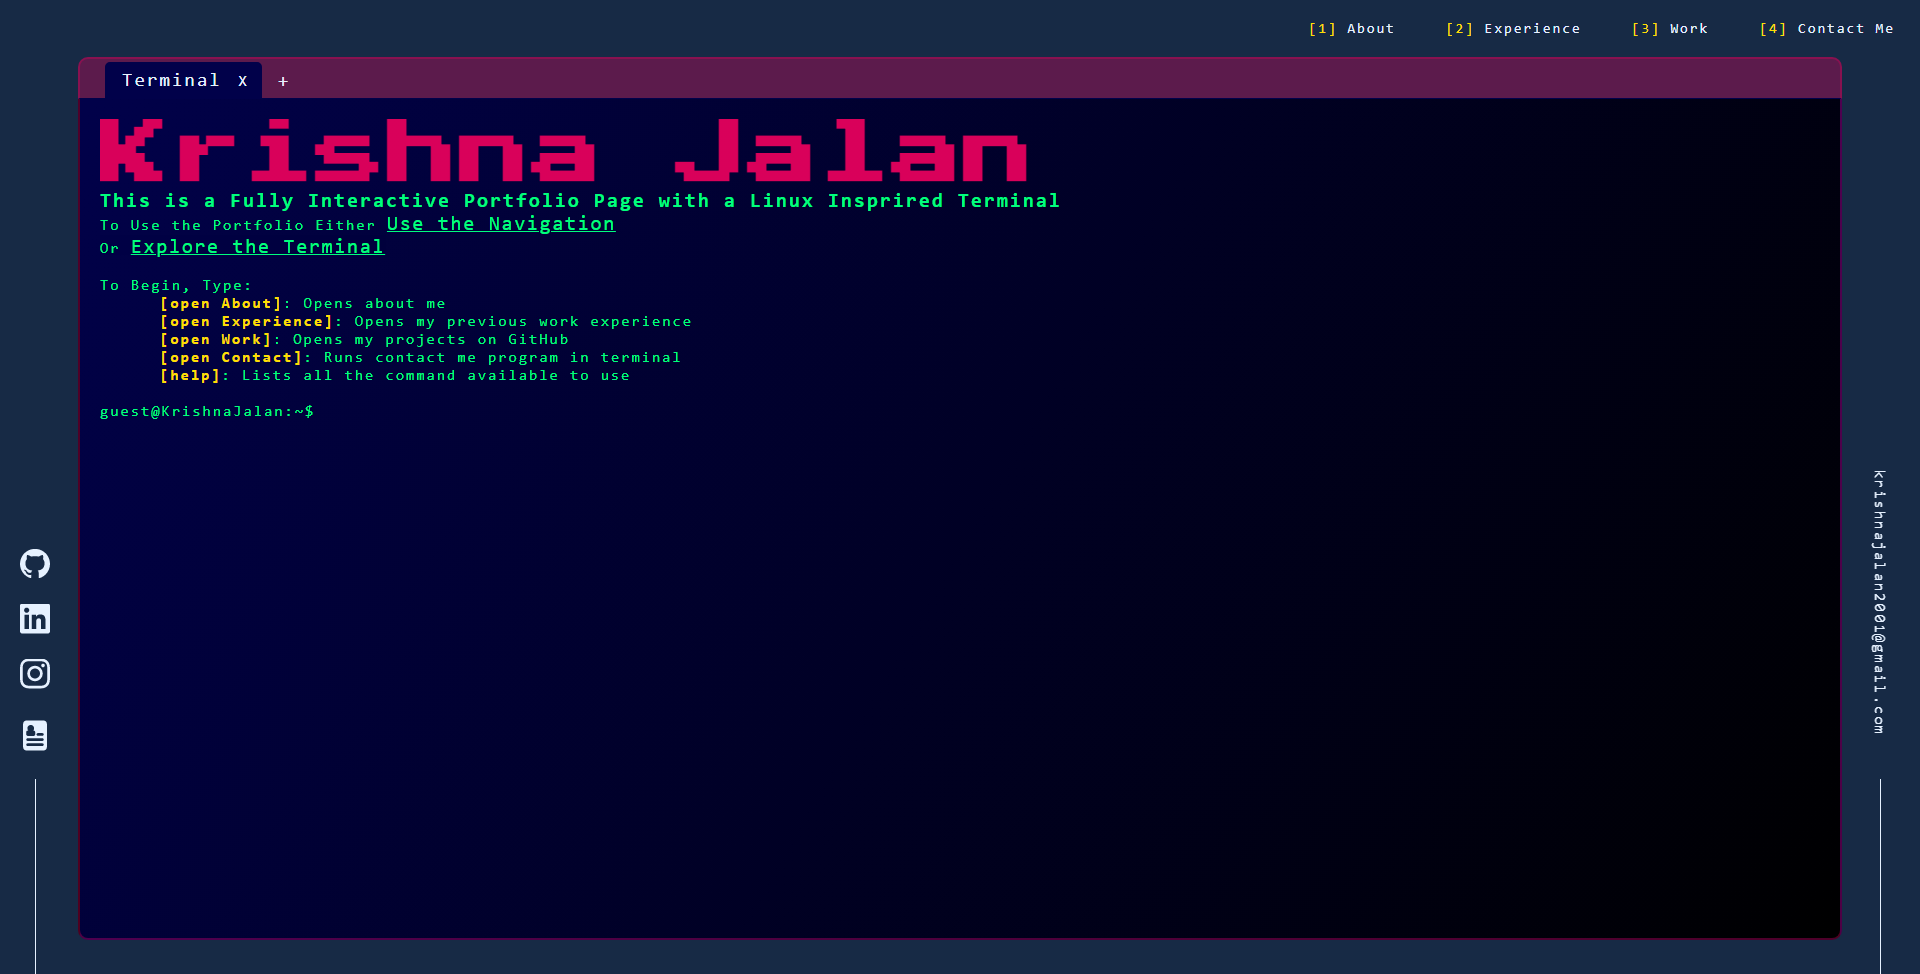 [1] About [2] Experience [3] Work [4] Contact Me
Terminal X +
Krishna Jalan
This is a Fully Interactive Portfolio Page with a Linux Insprired Terminal
To Use the Portfolio Either Use the Navigation
Or Explore the Terminal
To Begin, Type:
[open About]: Opens about me
[open Experience]: Opens my previous work experience
[open Work]: Opens my projects on GitHub
[open Contact]: Runs contact me program in terminal
[help]: Lists all the command available to use
guest@KrishnaJalan:~$
krishnajalan2001@gmail.com
in